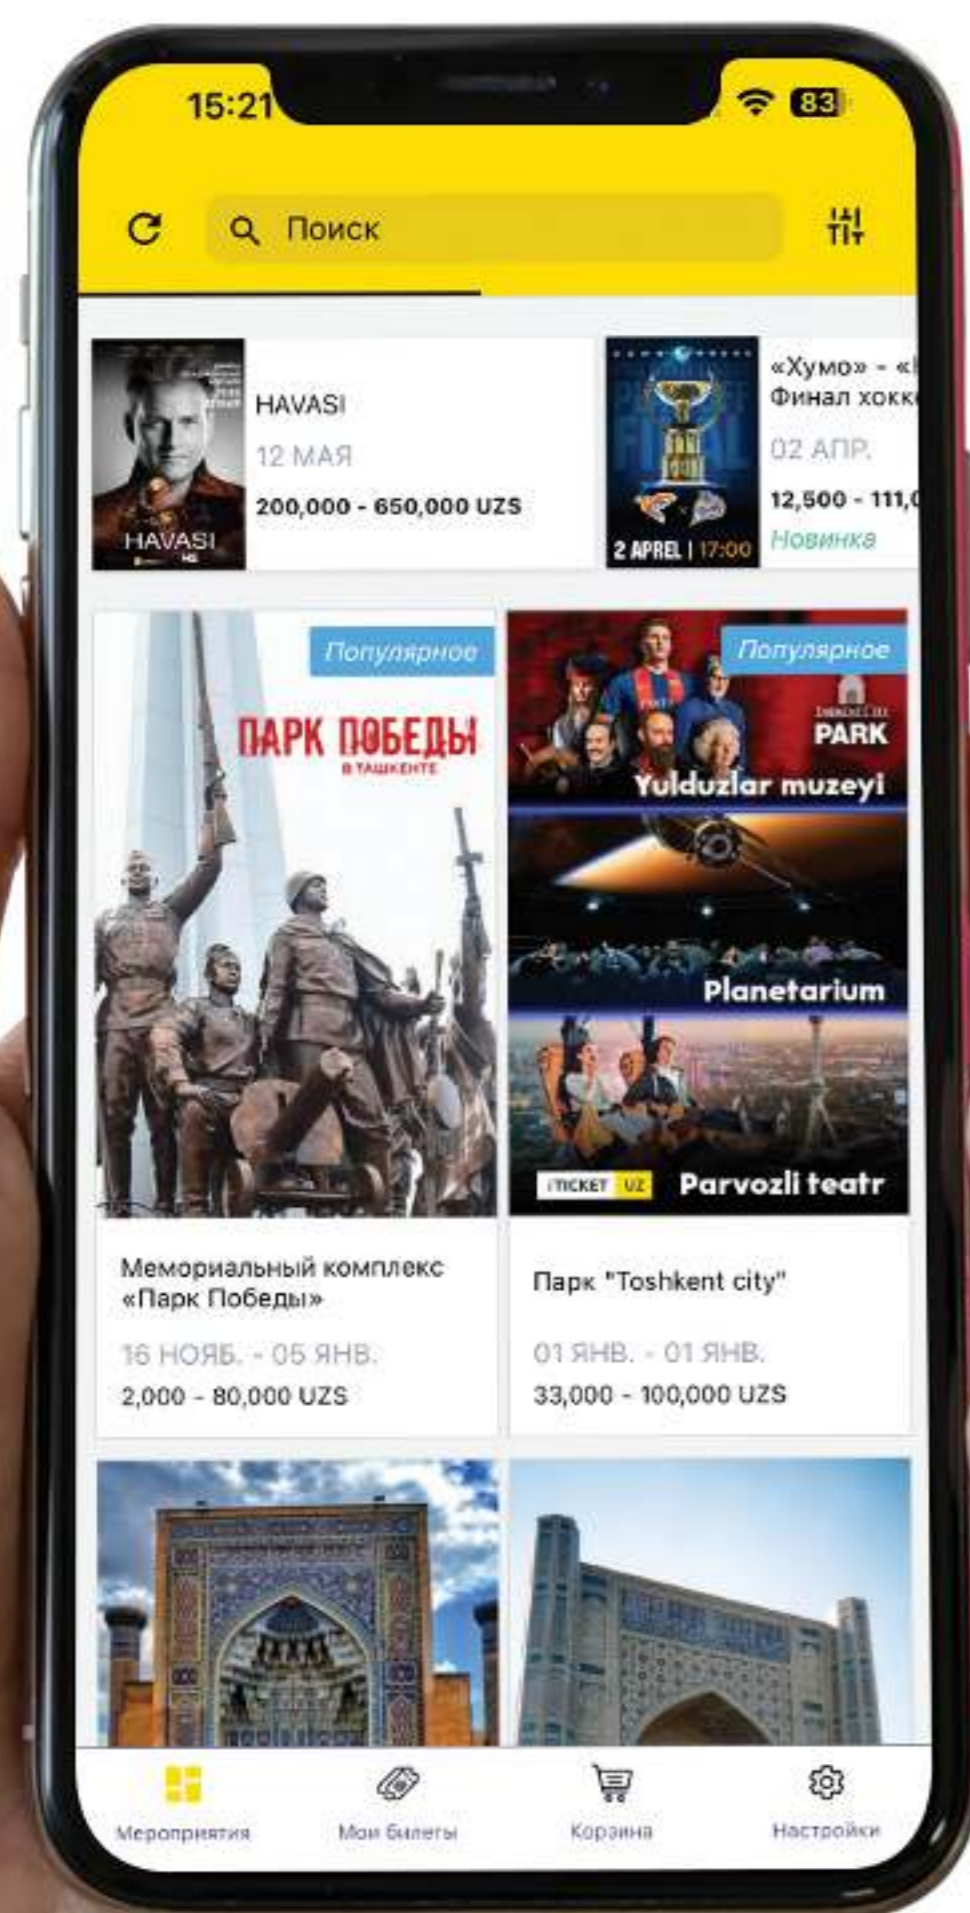 15:21
83
Поиск
HAVASI
12 МАЯ
200,000 - 650,000 UZS
HAVASI
«Хумо» - «
Финал хокк
02 АПР.
12,500 - 111,0
Новинка
2 APREL | 17:00
Популярное
ПАРК ПОБЕДЫ
В ТАШКЕНТЕ
Мемориальный комплекс
«Парк Победы»
16 НОЯБ. - 05 ЯНВ.
2,000 - 80,000 UZS
Популярное
PARK
Yulduzlar muzeyi
Planetarium
iTICKET UZ
Parvozli teatr
Парк "Toshkent city"
01 ЯНВ. - 01 ЯНВ.
33,000 - 100,000 UZS
Мероприятия
Мои билеты
Корзина
Настройки